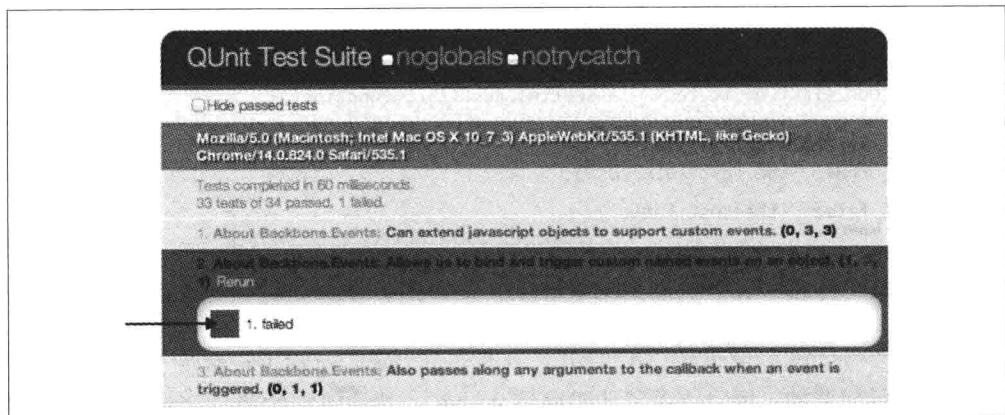 QUnit Test Suite noglobals notrycatch
Hide passed tests
Mozilla/5.0 (Macintosh; Intel Mac OS X 10_7_3) AppleWebKit/535.1 (KHTML, like Gecko)
Chrome/14.0.824.0 Safari/535.1
Tests completed in 60 milliseconds.
33 tests of 34 passed, 1 failed.
1. About Backbone.Events: Can extend javascript objects to support custom events. (0, 3, 3)
2. About Backbone.Events: Allows us to bind and trigger custom named events on an object. (1,
1) Rerun
1. failed
3. About Backbone.Events: Also passes along any arguments to the callback when an event is
triggered. (0, 1, 1)